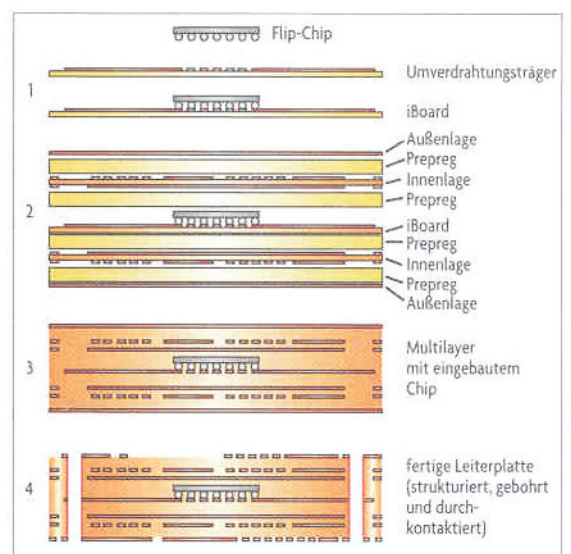 Flip-Chip
1
Umverdrahtungsträger
iBoard
2
Außenlage
Prepreg
Innenlage
Prepreg
iBoard
Prepreg
Innenlage
Prepreg
Außenlage
3
Multilayer
mit eingebautem
Chip
4
fertige Leiterplatte
(strukturiert, gebohrt
und durch-
kontaktiert)